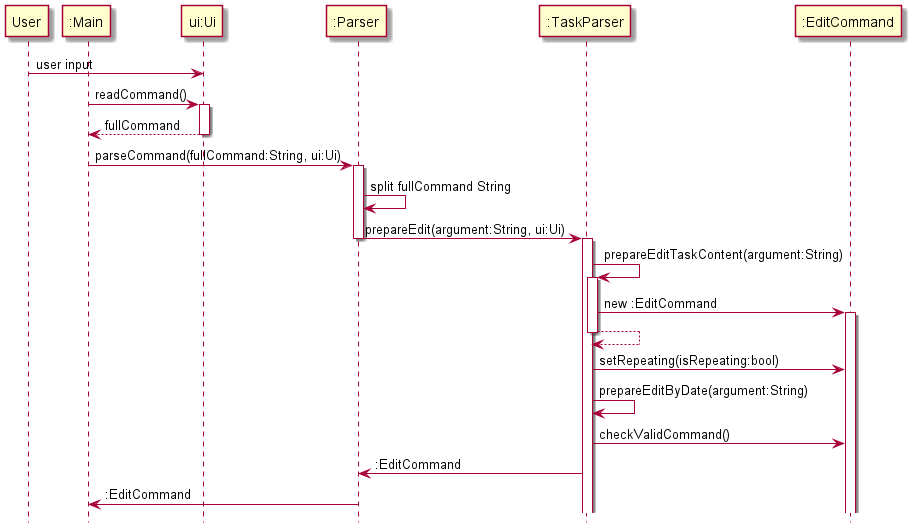 User
:Main
ui:Ui
:Parser
:TaskParser
:EditCommand
user input
readCommand()
fullCommand
parseCommand(fullCommand:String, ui:Ui)
split fullCommand String
prepareEdit(argument:String, ui:Ui)
prepareEditTaskContent(argument:String)
new :EditCommand
setRepeating(isRepeating:bool)
prepareEditByDate(argument:String)
checkValidCommand()
:EditCommand
:EditCommand